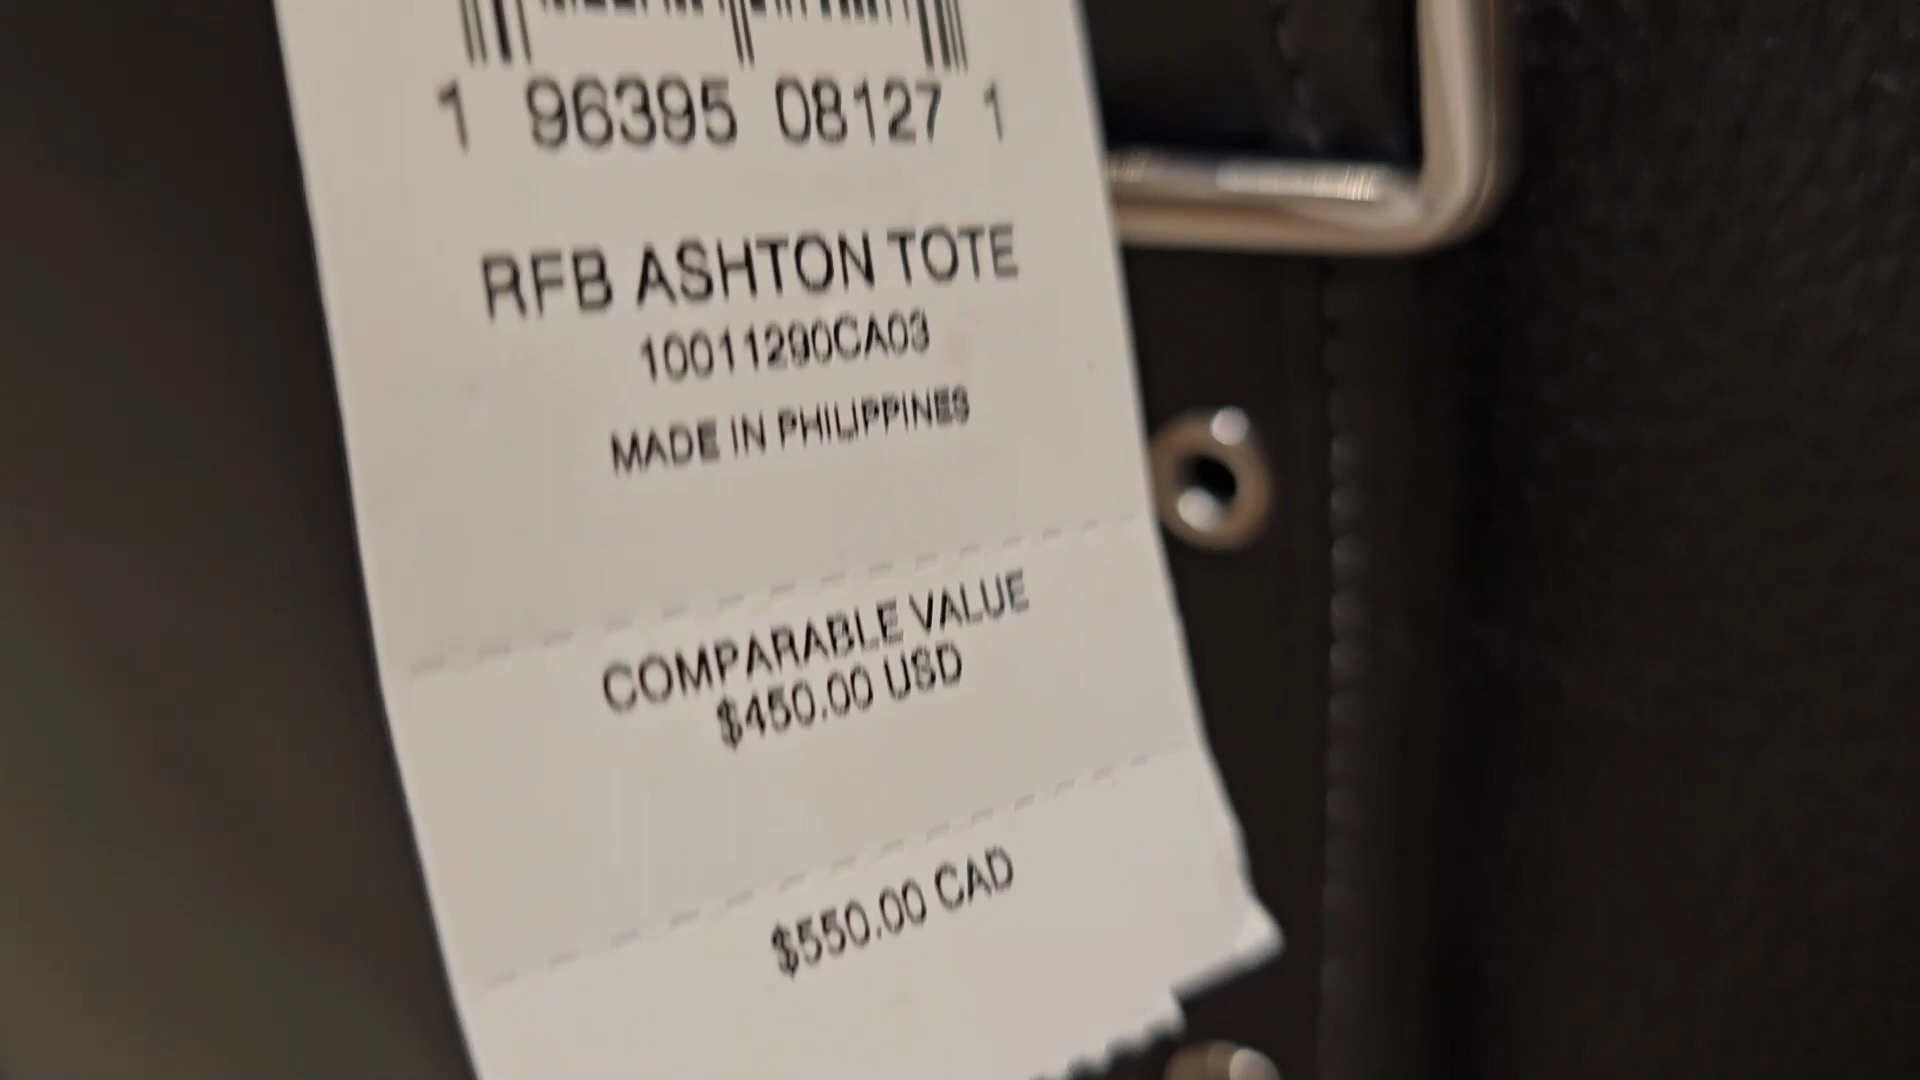 1 96395 08127 1
RFB ASHTON TOTE
10011290CA03
MADE IN PHILIPPINES
COMPARABLE VALUE
$450.00 USD
$550.00 CAD